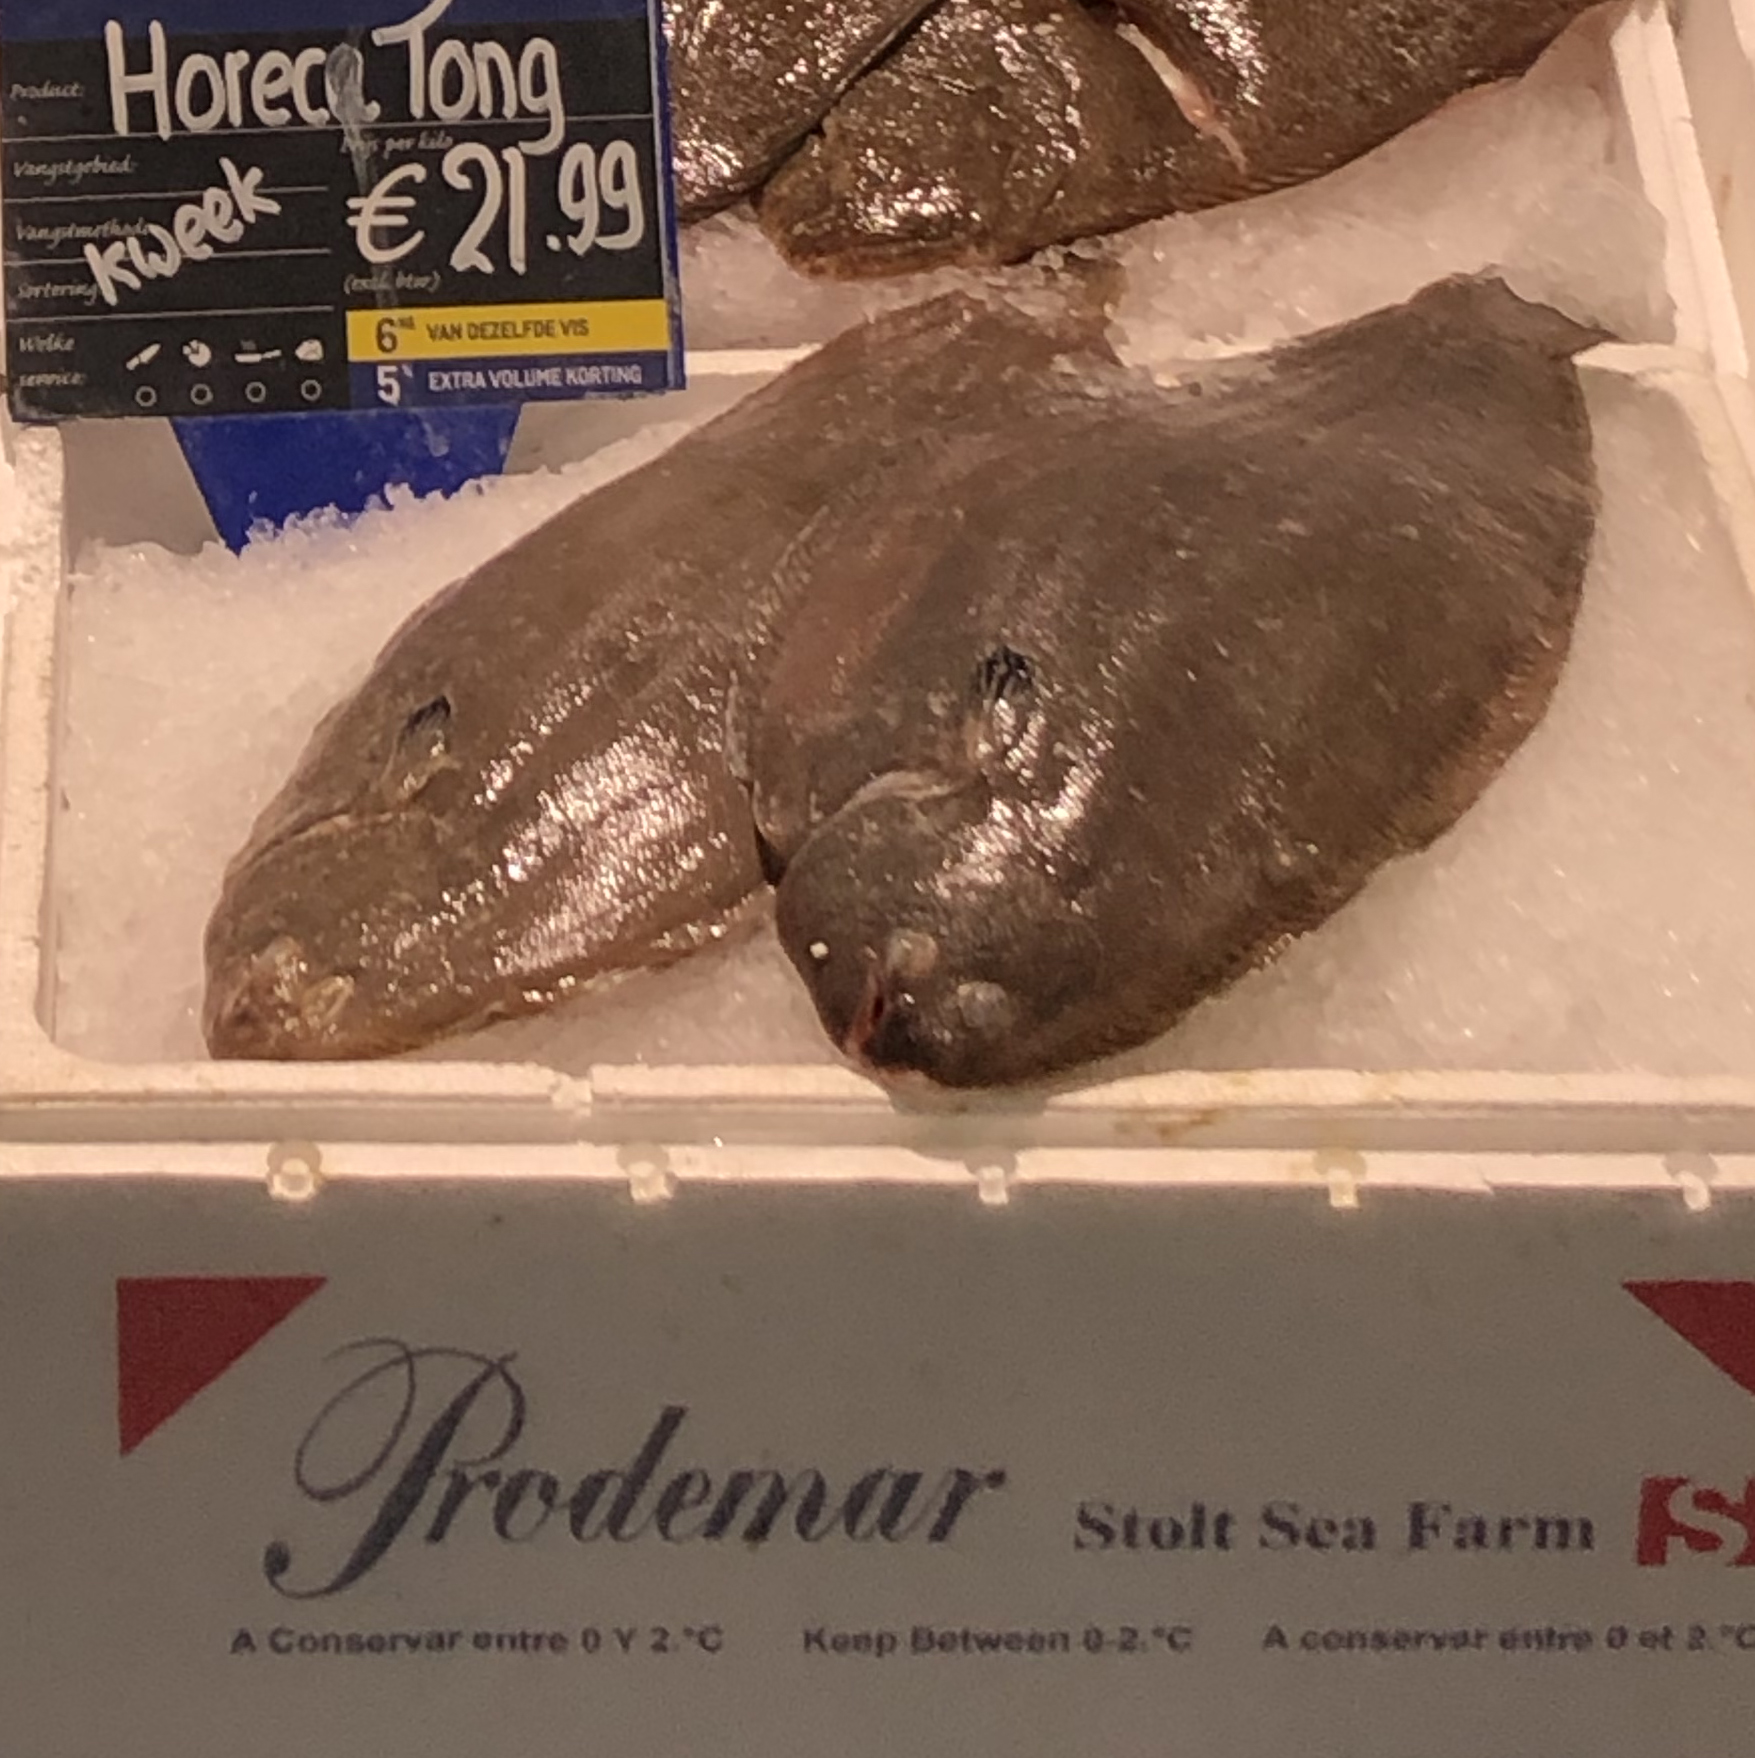 Product: Horeca Tong
Prijs per kilo
Vangstgebied:
Vangstmethode
kweek
€ 21.99
Sortering
(excl. btw)
Welke
service:
6 KG VAN DEZELFDE VIS
5% EXTRA VOLUME KORTING
Prodemar Stolt Sea Farm
A Conservar entre 0 Y 2.°C Keep Between 0-2.°C A conserver entre 0 et 2.°C